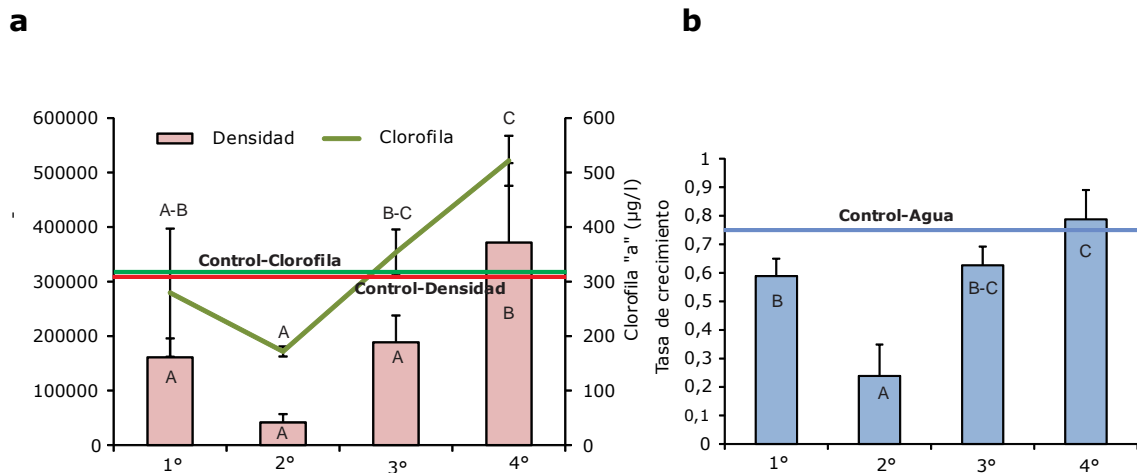 a
600000
500000
400000
300000
200000
100000
0
Densidad
Clorofila
A-B
A
B-C
C
Control-Clorofila
Control-Densidad
A
A
A
B
1°
2°
3°
4°
600
500
400
300
200
100
0
Clorofila "a" (µg/l)
b
Tasa de crecimiento
1
0,9
0,8
0,7
0,6
0,5
0,4
0,3
0,2
0,1
0
Control-Agua
B
A
B-C
C
1°
2°
3°
4°